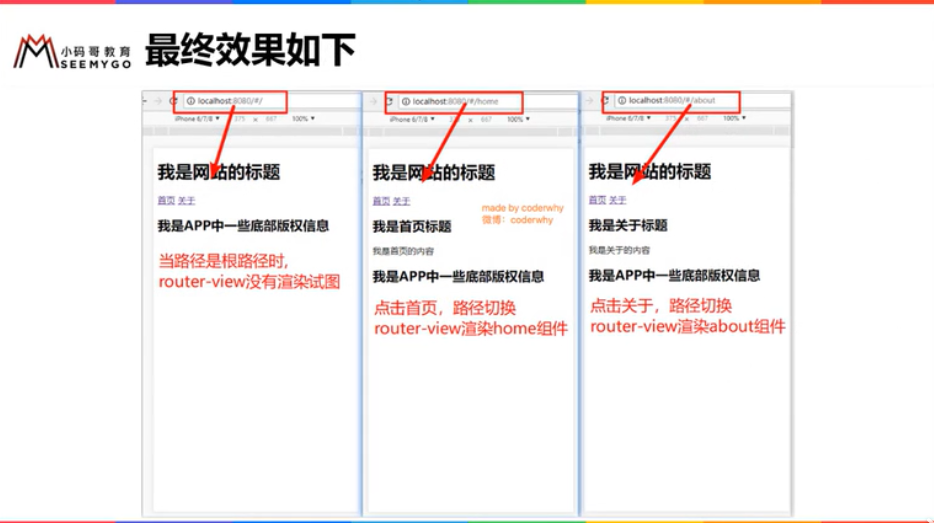 小码哥教育
SEEMYGO
最终效果如下
localhost:8080/#/
iPhone 6/7/8 ▼ 375 × 667 100% ▼
我是网站的标题
首页 关于
我是APP中一些底部版权信息
当路径是根路径时,
router-view没有渲染试图
localhost:8080/#/home
iPhone 6/7/8 ▼ 375 × 667 100% ▼
我是网站的标题
首页 关于
made by coderwhy
微博：coderwhy
我是首页标题
我是首页的内容
我是APP中一些底部版权信息
点击首页，路径切换
router-view渲染home组件
localhost:8080/#/about
iPhone 6/7/8 ▼ 375 × 667 100% ▼
我是网站的标题
首页 关于
我是关于标题
我是关于的内容
我是APP中一些底部版权信息
点击关于，路径切换
router-view渲染about组件